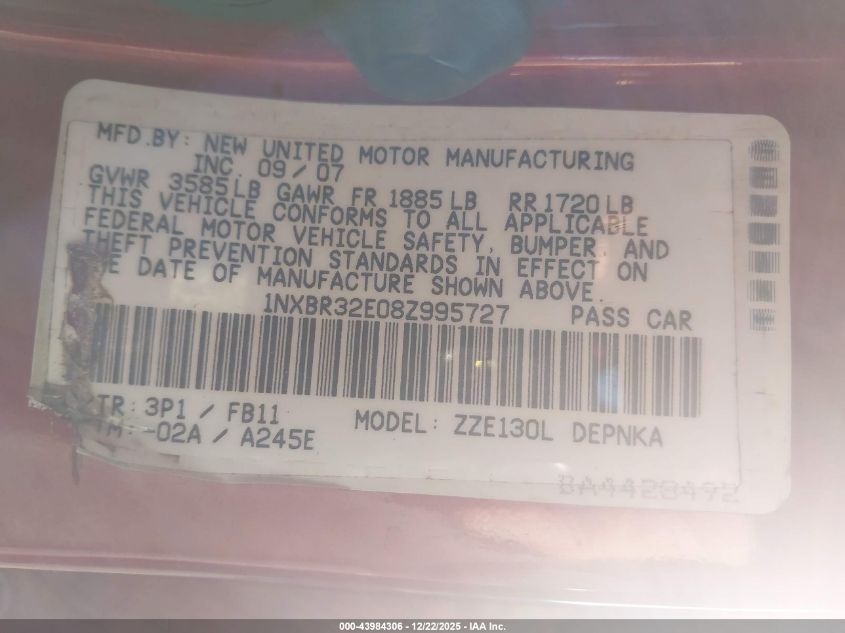 MFD.BY: NEW UNITED MOTOR MANUFACTURING
INC. 09/07
GVWR 3585LB GAWR FR 1885LB RR1720LB
THIS VEHICLE CONFORMS TO ALL APPLICABLE
FEDERAL MOTOR VEHICLE SAFETY, BUMPER, AND
THEFT PREVENTION STANDARDS IN EFFECT ON
THE DATE OF MANUFACTURE SHOWN ABOVE.
1NXBR32E08Z995727 PASS CAR
TR: 3P1 / FB11
TM: -02A / A245E
MODEL: ZZE130L DEPNKA
BA4428492
000-43984306 - 12/22/2025 - IAA Inc.